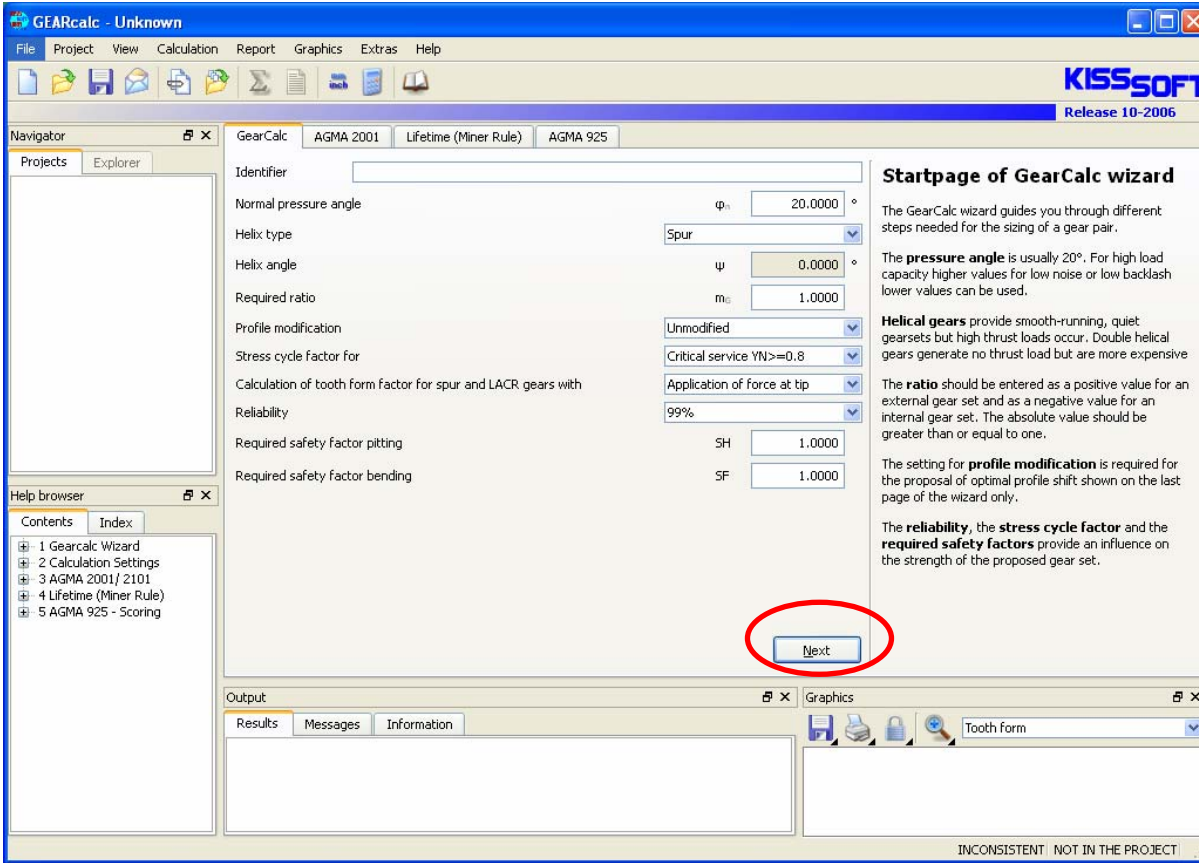 GEARcalc - Unknown
File Project View Calculation Report Graphics Extras Help
mm inch
KISSsoft
Release 10-2006
Navigator
Projects Explorer
GearCalc AGMA 2001 Lifetime (Miner Rule) AGMA 925
Identifier
Normal pressure angle φn 20.0000 °
Helix type Spur
Helix angle ψ 0.0000 °
Required ratio mG 1.0000
Profile modification Unmodified
Stress cycle factor for Critical service YN>=0.8
Calculation of tooth form factor for spur and LACR gears with Application of force at tip
Reliability 99%
Required safety factor pitting SH 1.0000
Required safety factor bending SF 1.0000
Next
Startpage of GearCalc wizard
The GearCalc wizard guides you through different
steps needed for the sizing of a gear pair.
The pressure angle is usually 20°. For high load
capacity higher values for low noise or low backlash
lower values can be used.
Helical gears provide smooth-running, quiet
gearsets but high thrust loads occur. Double helical
gears generate no thrust load but are more expensive
The ratio should be entered as a positive value for an
external gear set and as a negative value for an
internal gear set. The absolute value should be
greater than or equal to one.
The setting for profile modification is required for
the proposal of optimal profile shift shown on the last
page of the wizard only.
The reliability, the stress cycle factor and the
required safety factors provide an influence on
the strength of the proposed gear set.
Help browser
Contents Index
1 Gearcalc Wizard
2 Calculation Settings
3 AGMA 2001/ 2101
4 Lifetime (Miner Rule)
5 AGMA 925 - Scoring
Output
Results Messages Information
Graphics
Tooth form
INCONSISTENT NOT IN THE PROJECT